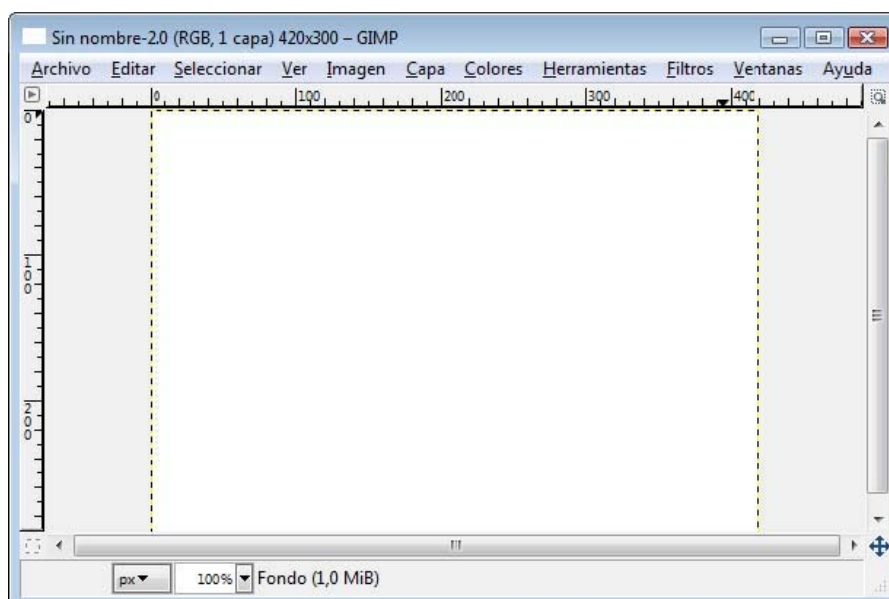 Sin nombre-2.0 (RGB, 1 capa) 420x300 – GIMP
Archivo Editar Seleccionar Ver Imagen Capa Colores Herramientas Filtros Ventanas Ayuda
0 100 200 300 400
0
100
200
px 100% Fondo (1,0 MiB)